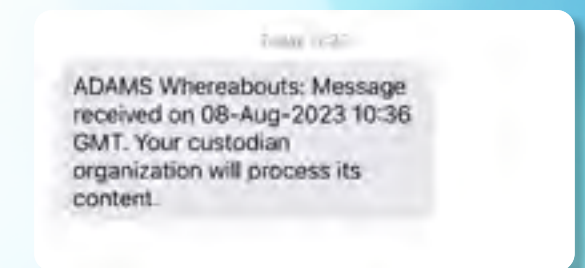 ADAMS Whereabouts: Message
received on 08-Aug-2023 10:36
GMT. Your custodian
organization will process its
content.